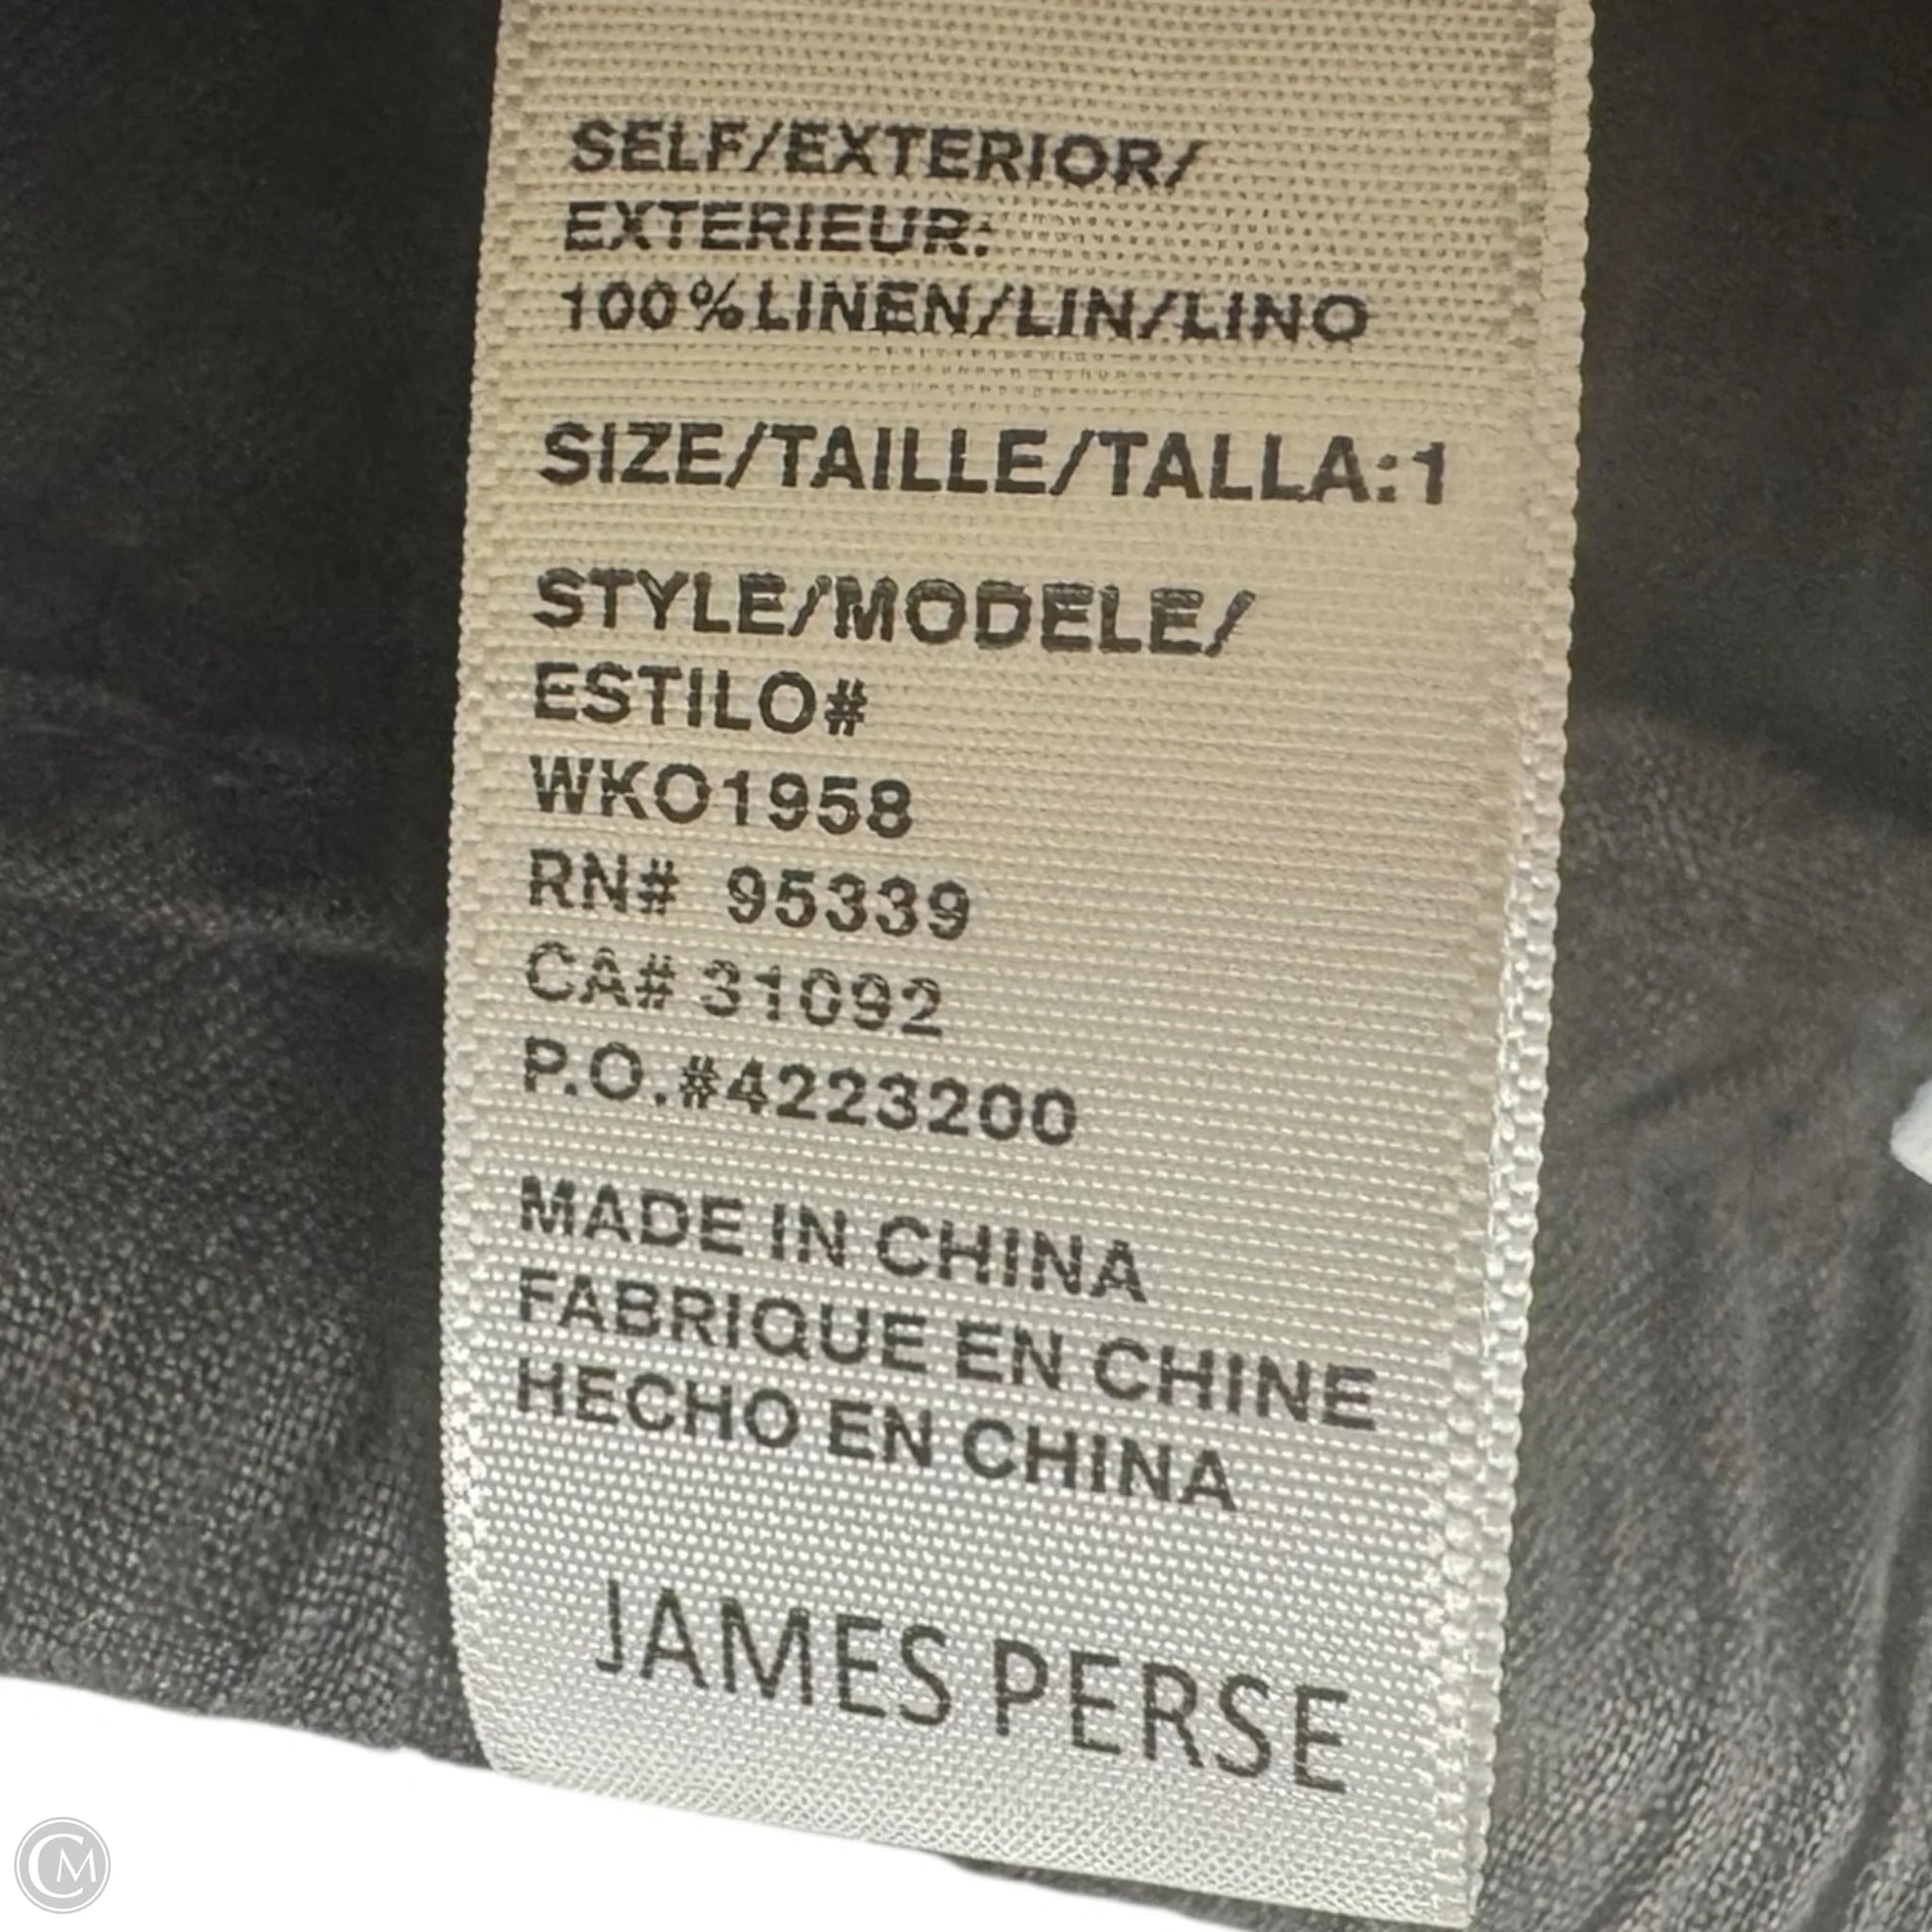 SELF/EXTERIOR/
EXTERIEUR:
100%LINEN/LIN/LINO
SIZE/TAILLE/TALLA:1
STYLE/MODELE/
ESTILO#
WKO1958
RN# 95339
CA# 31092
P.O.#4223200
MADE IN CHINA
FABRIQUE EN CHINE
HECHO EN CHINA
JAMES PERSE
CM